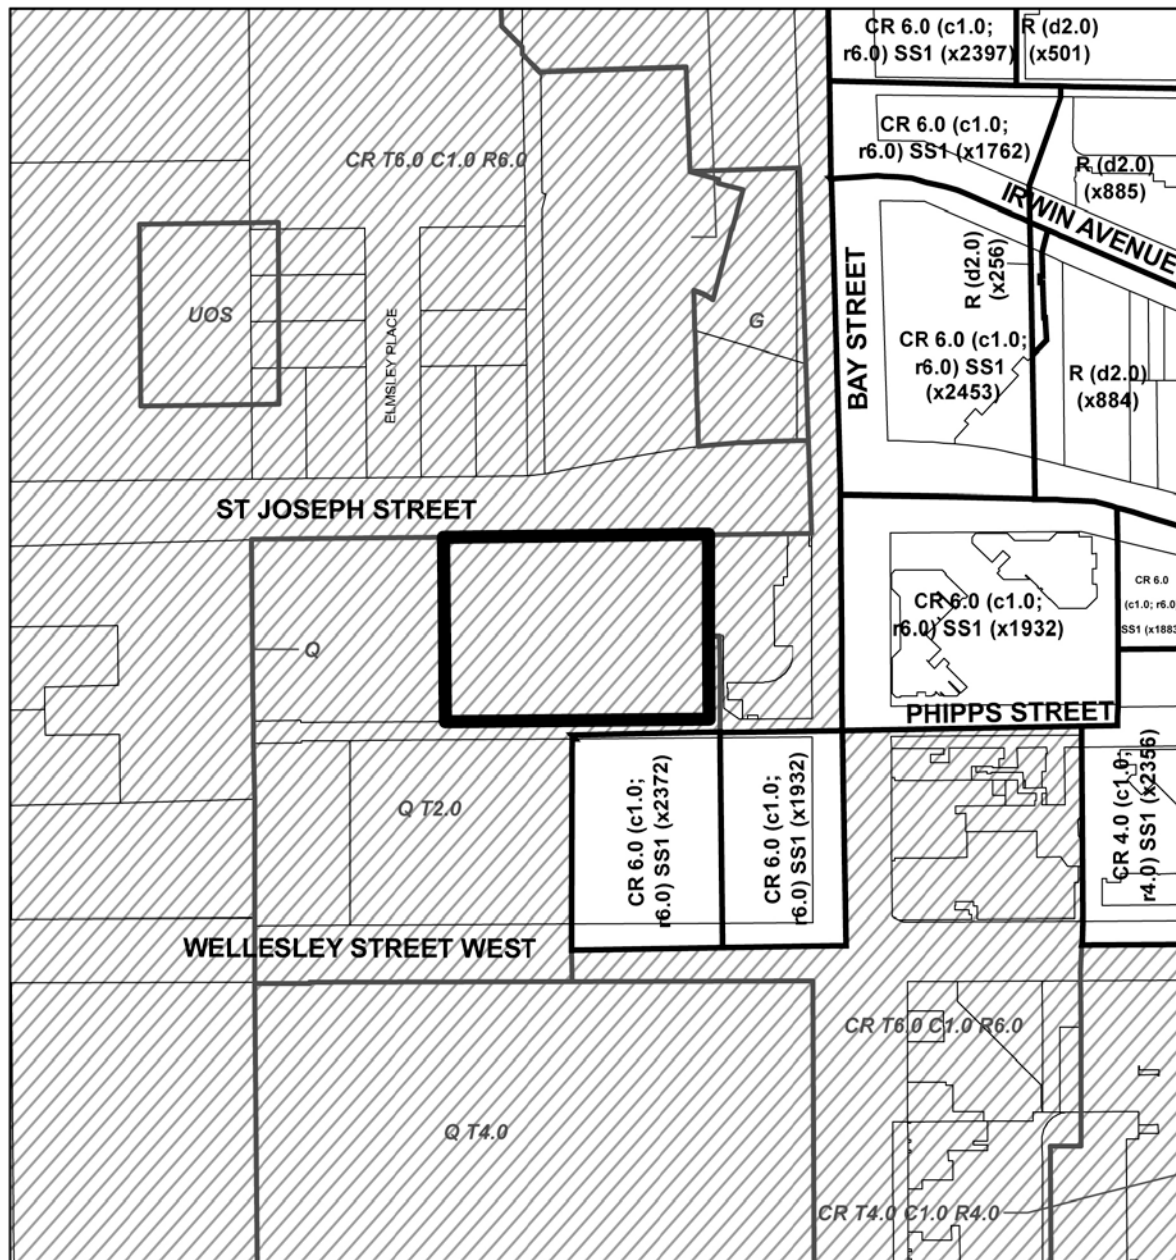 CR 6.0 (c1.0;
r6.0) SS1 (x2397)
R (d2.0)
(x501)
CR 6.0 (c1.0;
r6.0) SS1 (x1762)
CR T6.0 C1.0 R6.0
R (d2.0)
(x885)
IRWIN AVENUE
R (d2.0)
(x256)
UOS
G
BAY STREET
ELMSLEY PLACE
CR 6.0 (c1.0;
r6.0) SS1
(x2453)
R (d2.0)
(x884)
ST JOSEPH STREET
CR 6.0
(c1.0; r6.0
SS1 (x1883
CR 6.0 (c1.0;
r6.0) SS1 (x1932)
Q
PHIPPS STREET
CR 6.0 (c1.0;
r6.0) SS1 (x2372)
CR 6.0 (c1.0;
r6.0) SS1 (x1932)
CR 4.0 (c1.0;
r4.0) SS1 (x2356)
Q T2.0
WELLESLEY STREET WEST
CR T6.0 C1.0 R6.0
Q T4.0
CR T4.0 C1.0 R4.0